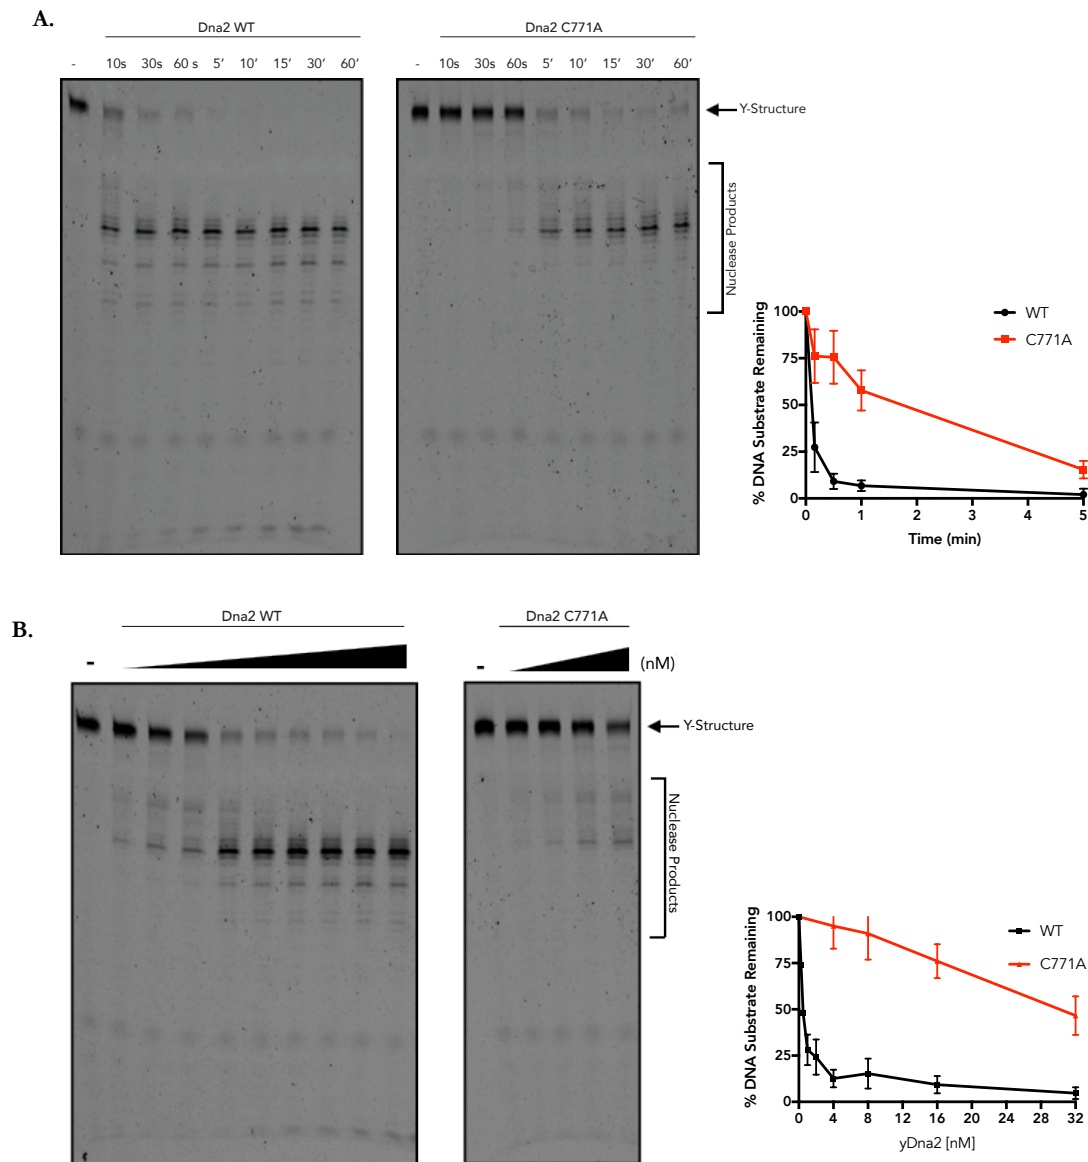 A.
Dna2 WT
Dna2 C771A
- 10s 30s 60 s 5’ 10’ 15’ 30’ 60’
- 10s 30s 60s 5’ 10’ 15’ 30’ 60’
Y-Structure
Nuclease Products
WT
C771A
% DNA Substrate Remaining
100
75
50
25
0
0 1 2 3 4 5
Time (min)
B.
Dna2 WT
Dna2 C771A
-
-
(nM)
Y-Structure
Nuclease Products
WT
C771A
% DNA Substrate Remaining
100
75
50
25
0
0 4 8 12 16 20 24 28 32
yDna2 [nM]